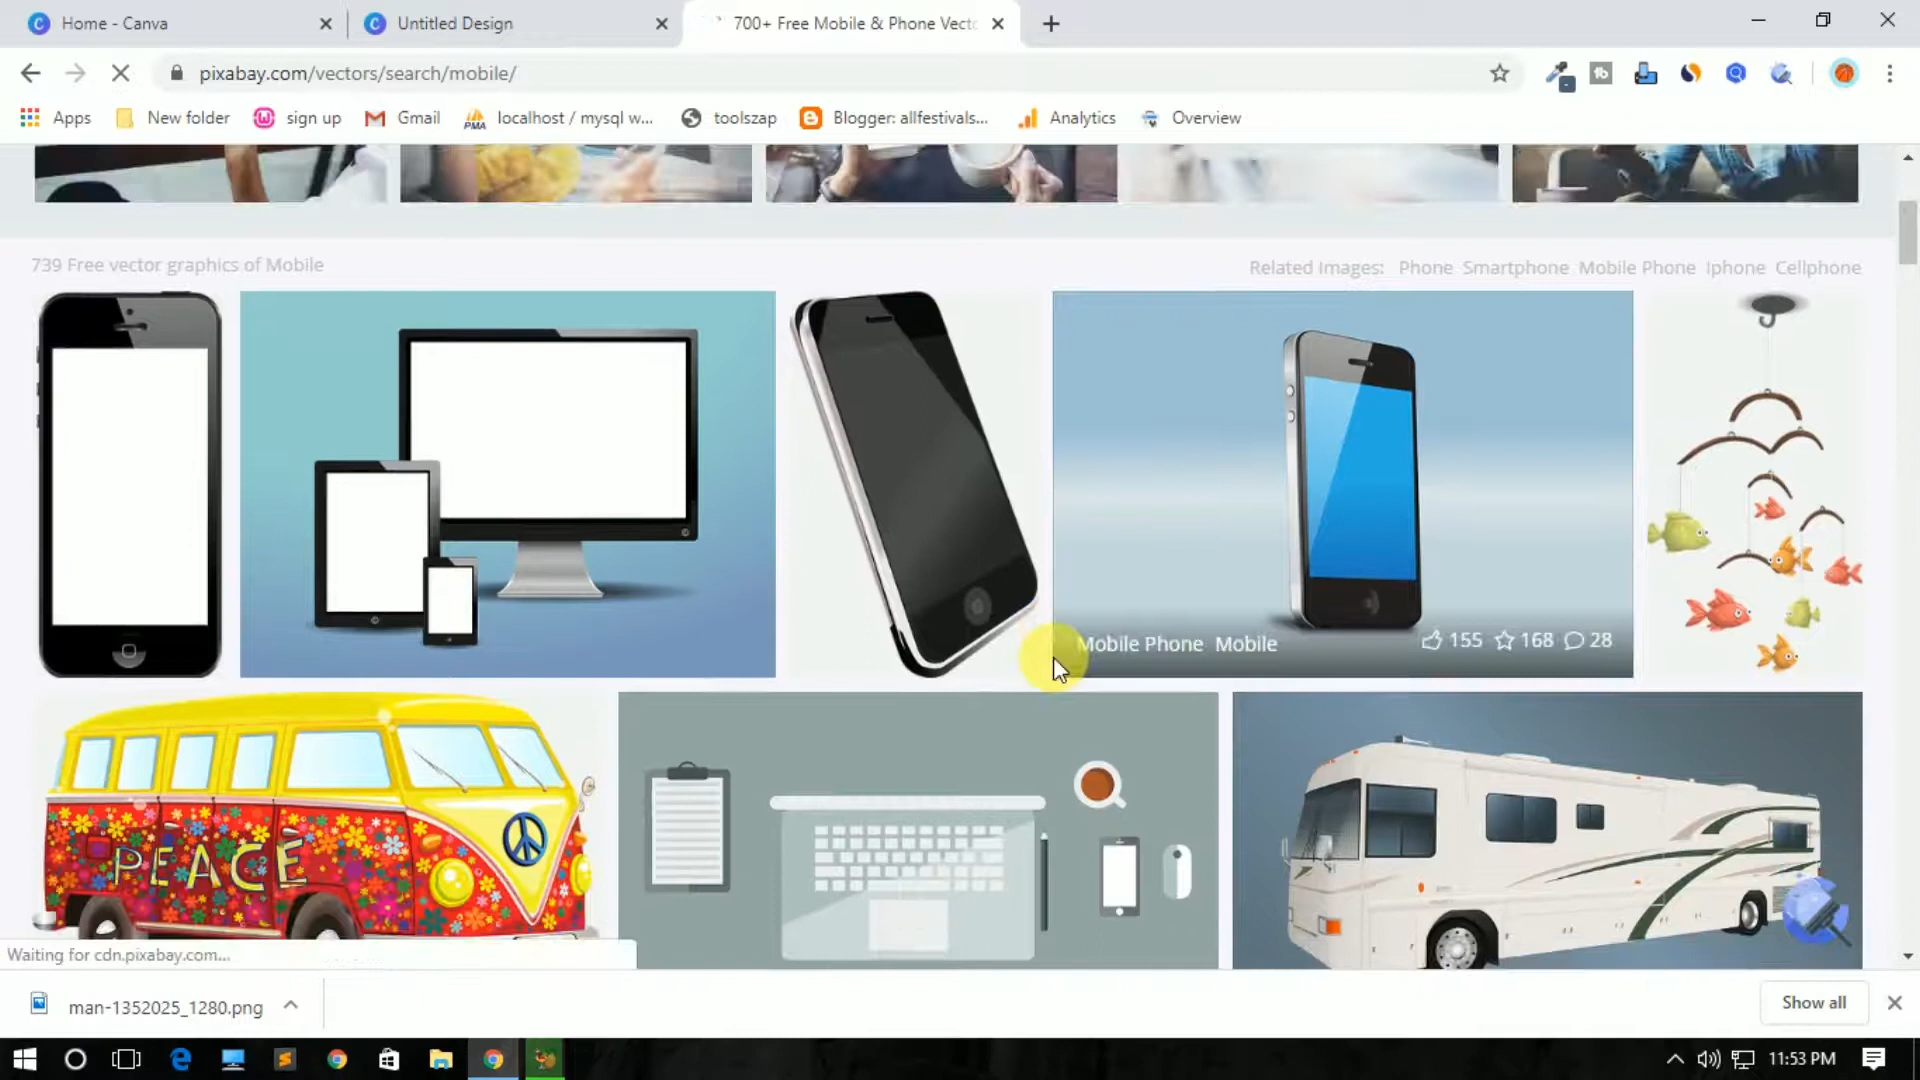 Home - Canva
Untitled Design
700+ Free Mobile & Phone Vect
pixabay.com/vectors/search/mobile/
Apps
New folder
sign up
Gmail
PMA
localhost / mysql w...
toolszap
Blogger: allfestivals...
Analytics
Overview
739 Free vector graphics of Mobile
Related Images: Phone Smartphone Mobile Phone Iphone Cellphone
Mobile Phone Mobile
155 168 28
PEACE
Waiting for cdn.pixabay.com...
man-1352025_1280.png
Show all
11:53 PM